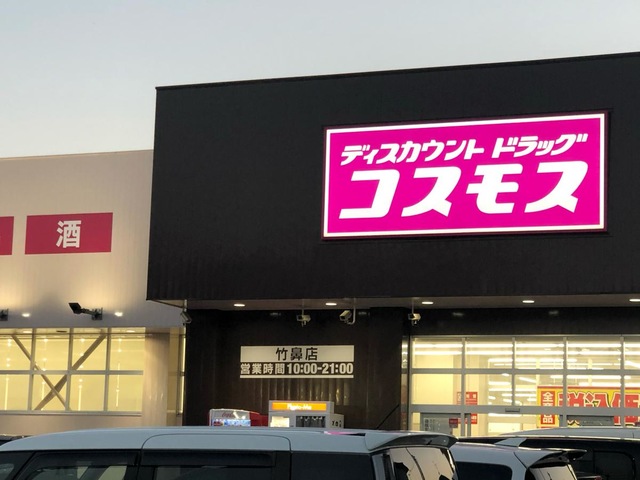 ディスカウント ドラッグ
コスモス
酒
竹鼻店
営業時間 10:00-21:00